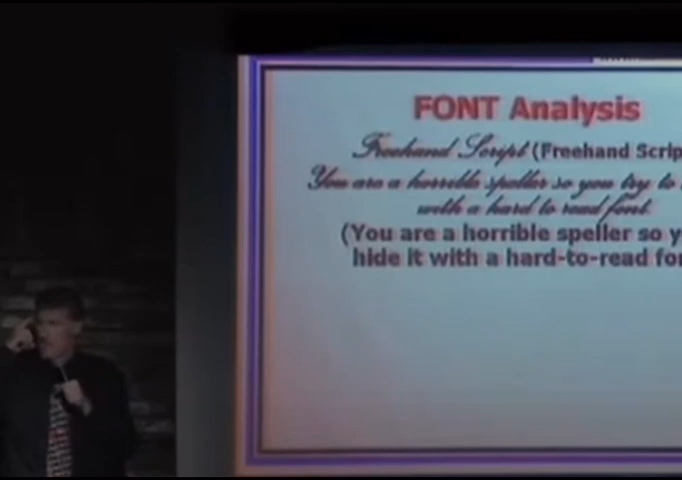 FONT Analysis
Freehand Script (Freehand Scrip
You are a horrible speller so you try to
with a hard to read font.
(You are a horrible speller so y
hide it with a hard-to-read fo